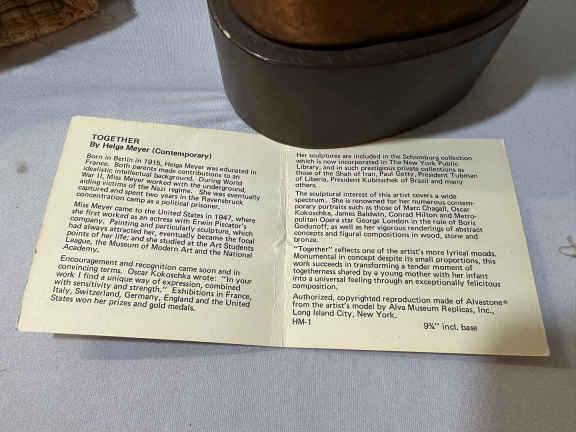 TOGETHER
By Helga Meyer (Contemporary)
Born in Berlin in 1915, Helga Meyer was educated in
France. Both parents made contributions to an
idealistic intellectual background. During World
War II, Miss Meyer worked with the underground,
aiding victims of the Nazi regime. She was eventually
captured and spent two years in the Ravensbruck
concentration camp as a political prisoner.
Miss Meyer came to the United States in 1947, where
she first worked as an actress with Erwin Piscator's
company. Painting and particularly sculpture, which
had always attracted her, eventually became the focal
points of her life; and she studied at the Art Students
League, the Museum of Modern Art and the National
Academy.
Encouragement and recognition came soon and in
convincing terms. Oscar Kokoschka wrote: "In your
work I find a unique way of expression, combined
with sensitivity and strength." Exhibitions in France,
Italy, Switzerland, Germany, England and the United
States won her prizes and gold medals.
Her sculptures are included in the Schomburg collection
which is now incorporated in The New York Public
Library, and in such prestigious private collections as
those of the Shah of Iran, Paul Getty, President Tubman
of Liberia, President Kubitschek of Brazil and many
others.
The sculptural interest of this artist covers a wide
spectrum. She is renowned for her numerous contem-
porary portraits such as those of Marc Chagall, Oscar
Kokoschka, James Baldwin, Conrad Hilton and Metro-
politan Opera star George London in the role of Boris
Godunoff; as well as her vigorous renderings of abstract
concepts and figural compositions in wood, stone and
bronze.
"Together" reflects one of the artist's more lyrical moods.
Monumental in concept despite its small proportions, this
work succeeds in transforming a tender moment of
togetherness shared by a young mother with her infant
into a universal feeling through an exceptionally felicitous
composition.
Authorized, copyrighted reproduction made of Alvastone®
from the artist's model by Alva Museum Replicas, Inc.,
Long Island City, New York.
HM-1 9¾" incl. base